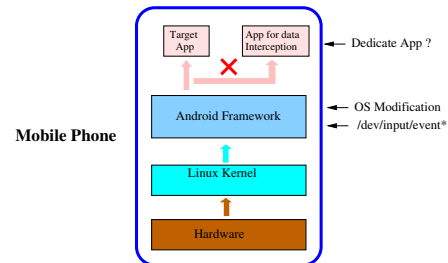 Target
App
App for data
Interception
Dedicate App ?
Android Framework
OS Modification
/dev/input/event*
Mobile Phone
Linux Kernel
Hardware